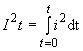 I²t = ∫_{t=0}^{t} i² dt